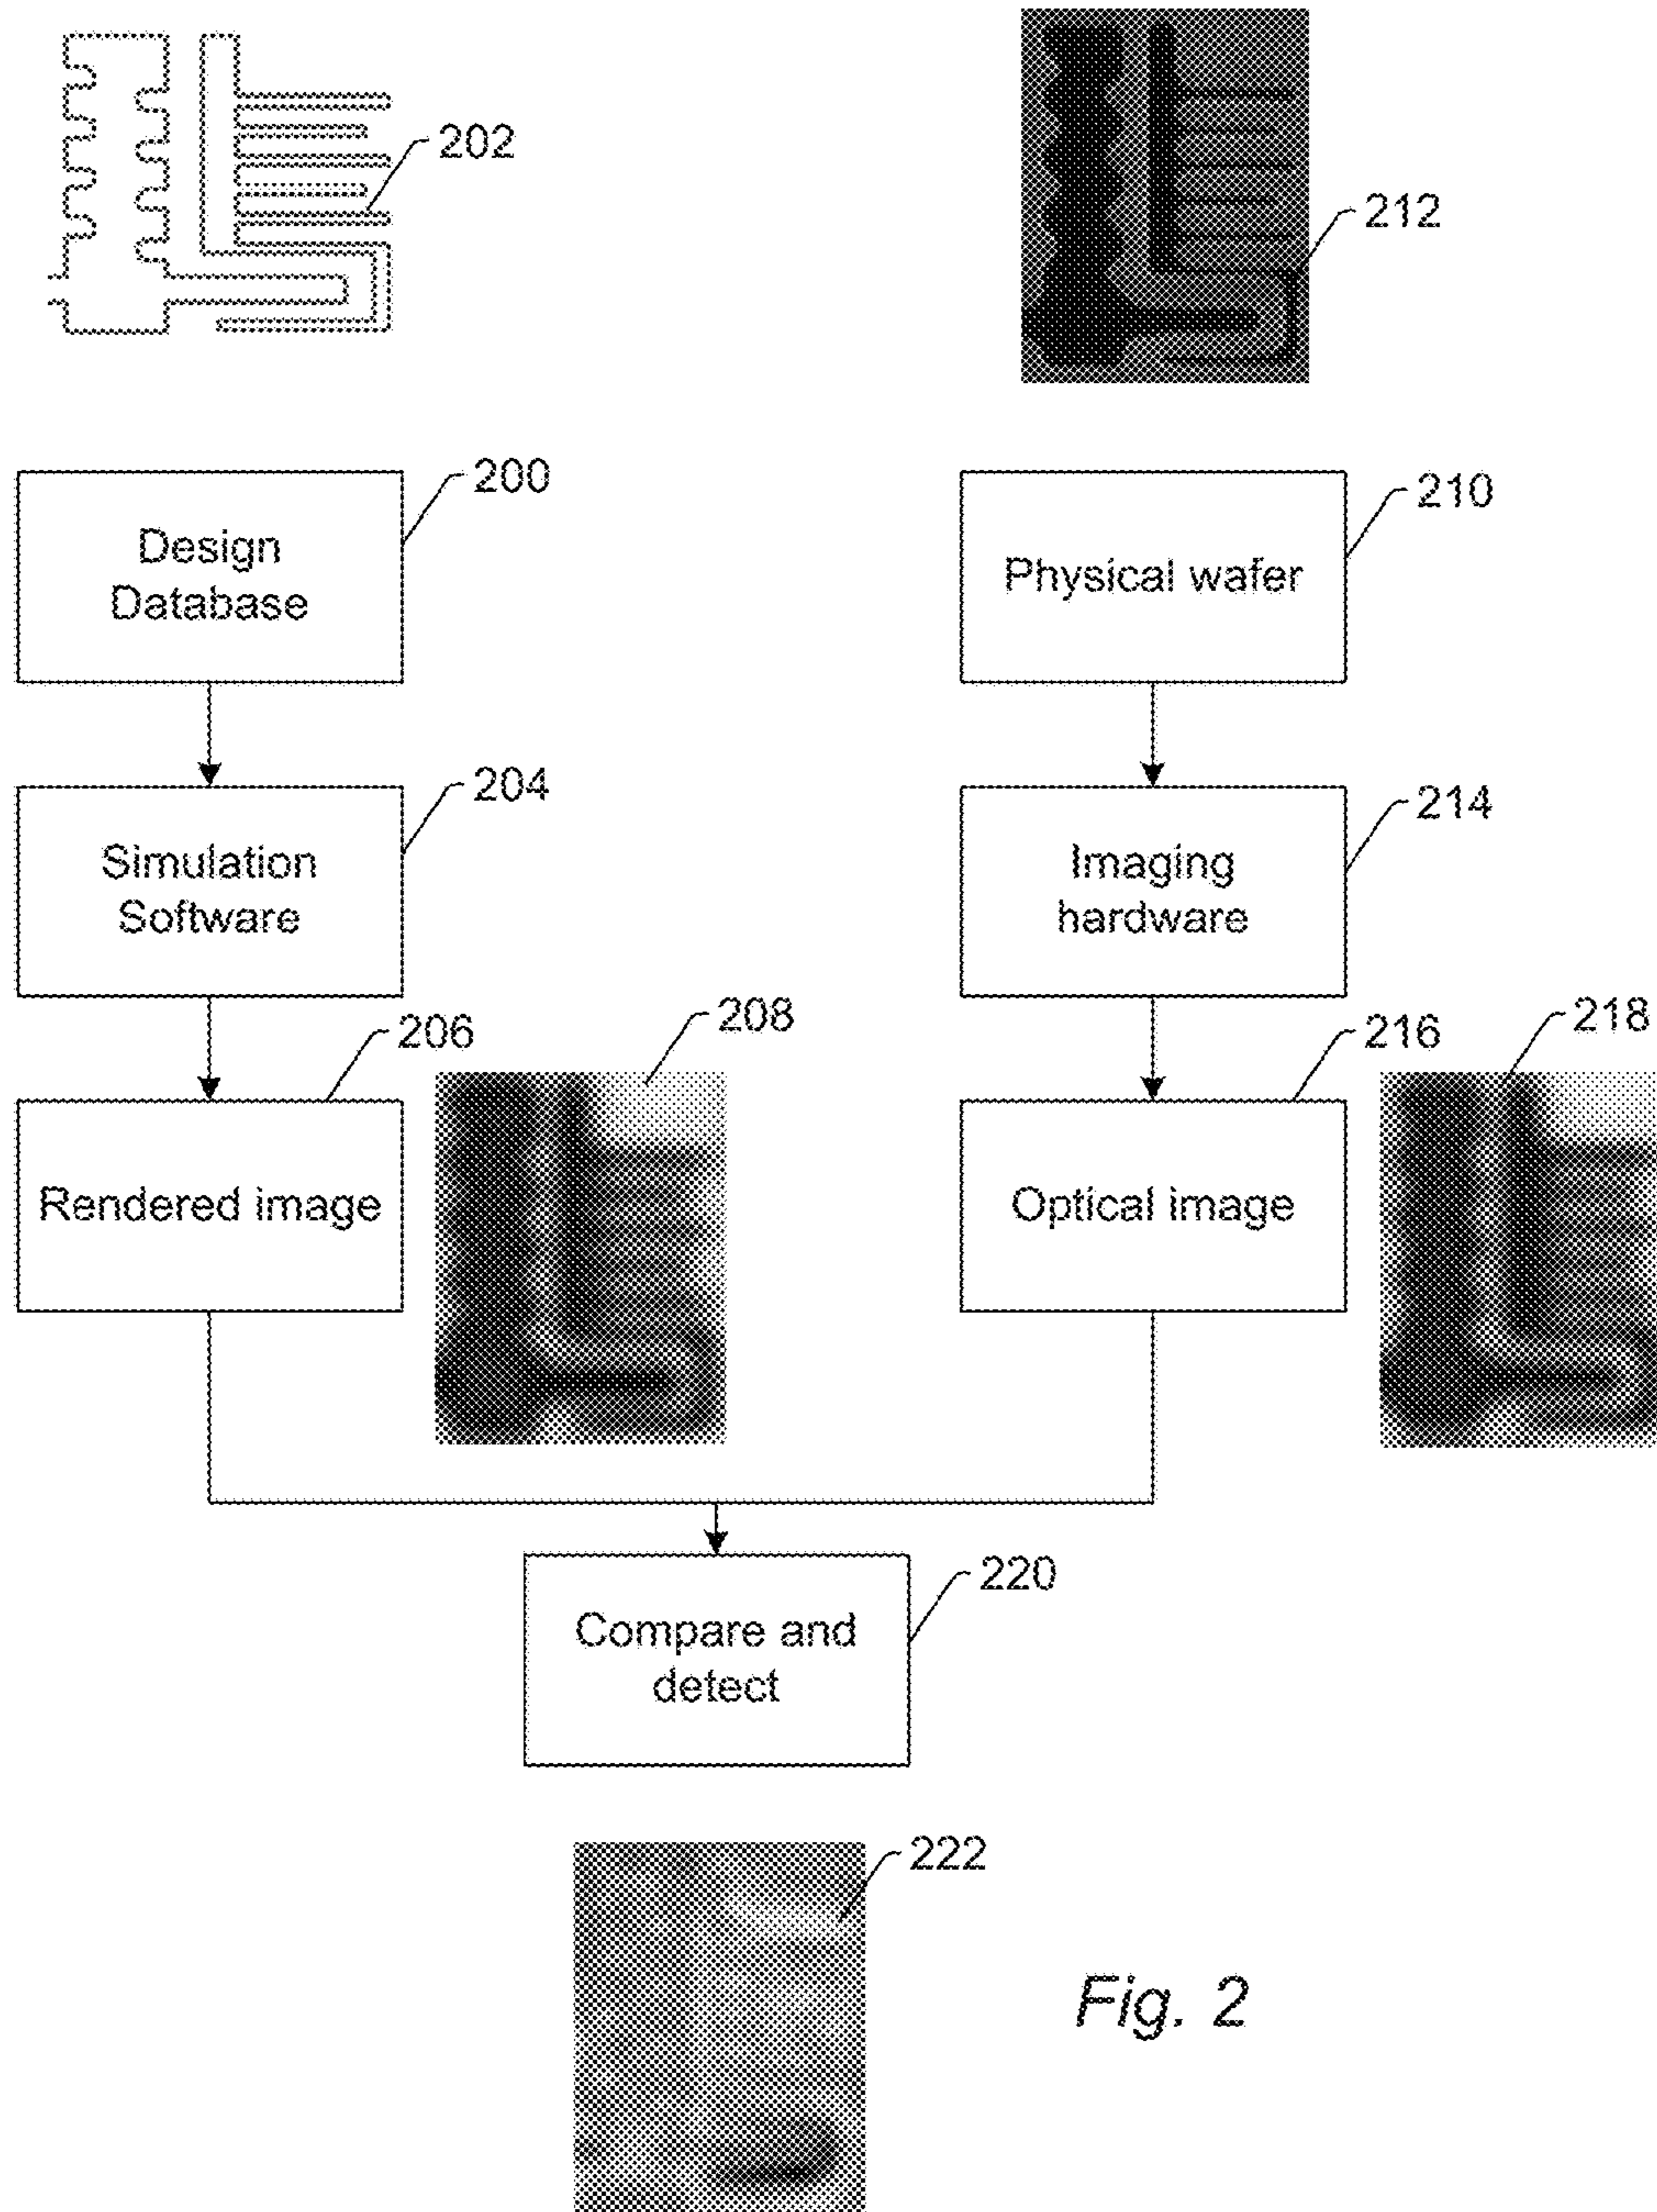 202
212
200
Design
Database
210
Physical wafer
204
Simulation
Software
214
Imaging
hardware
206
208
216
218
Rendered image
Optical image
220
Compare and
detect
222
Fig. 2